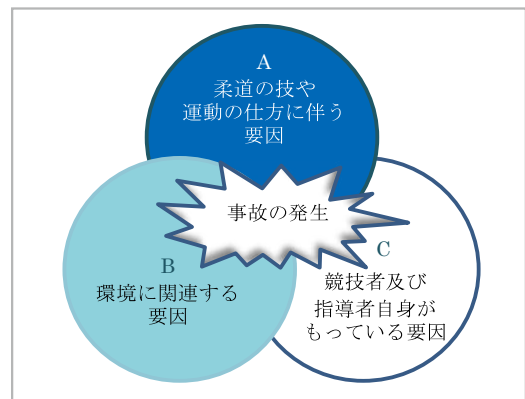 A
柔道の技や
運動の仕方に伴う
要因
事故の発生
B
環境に関連する
要因
C
競技者及び
指導者自身が
もっている要因